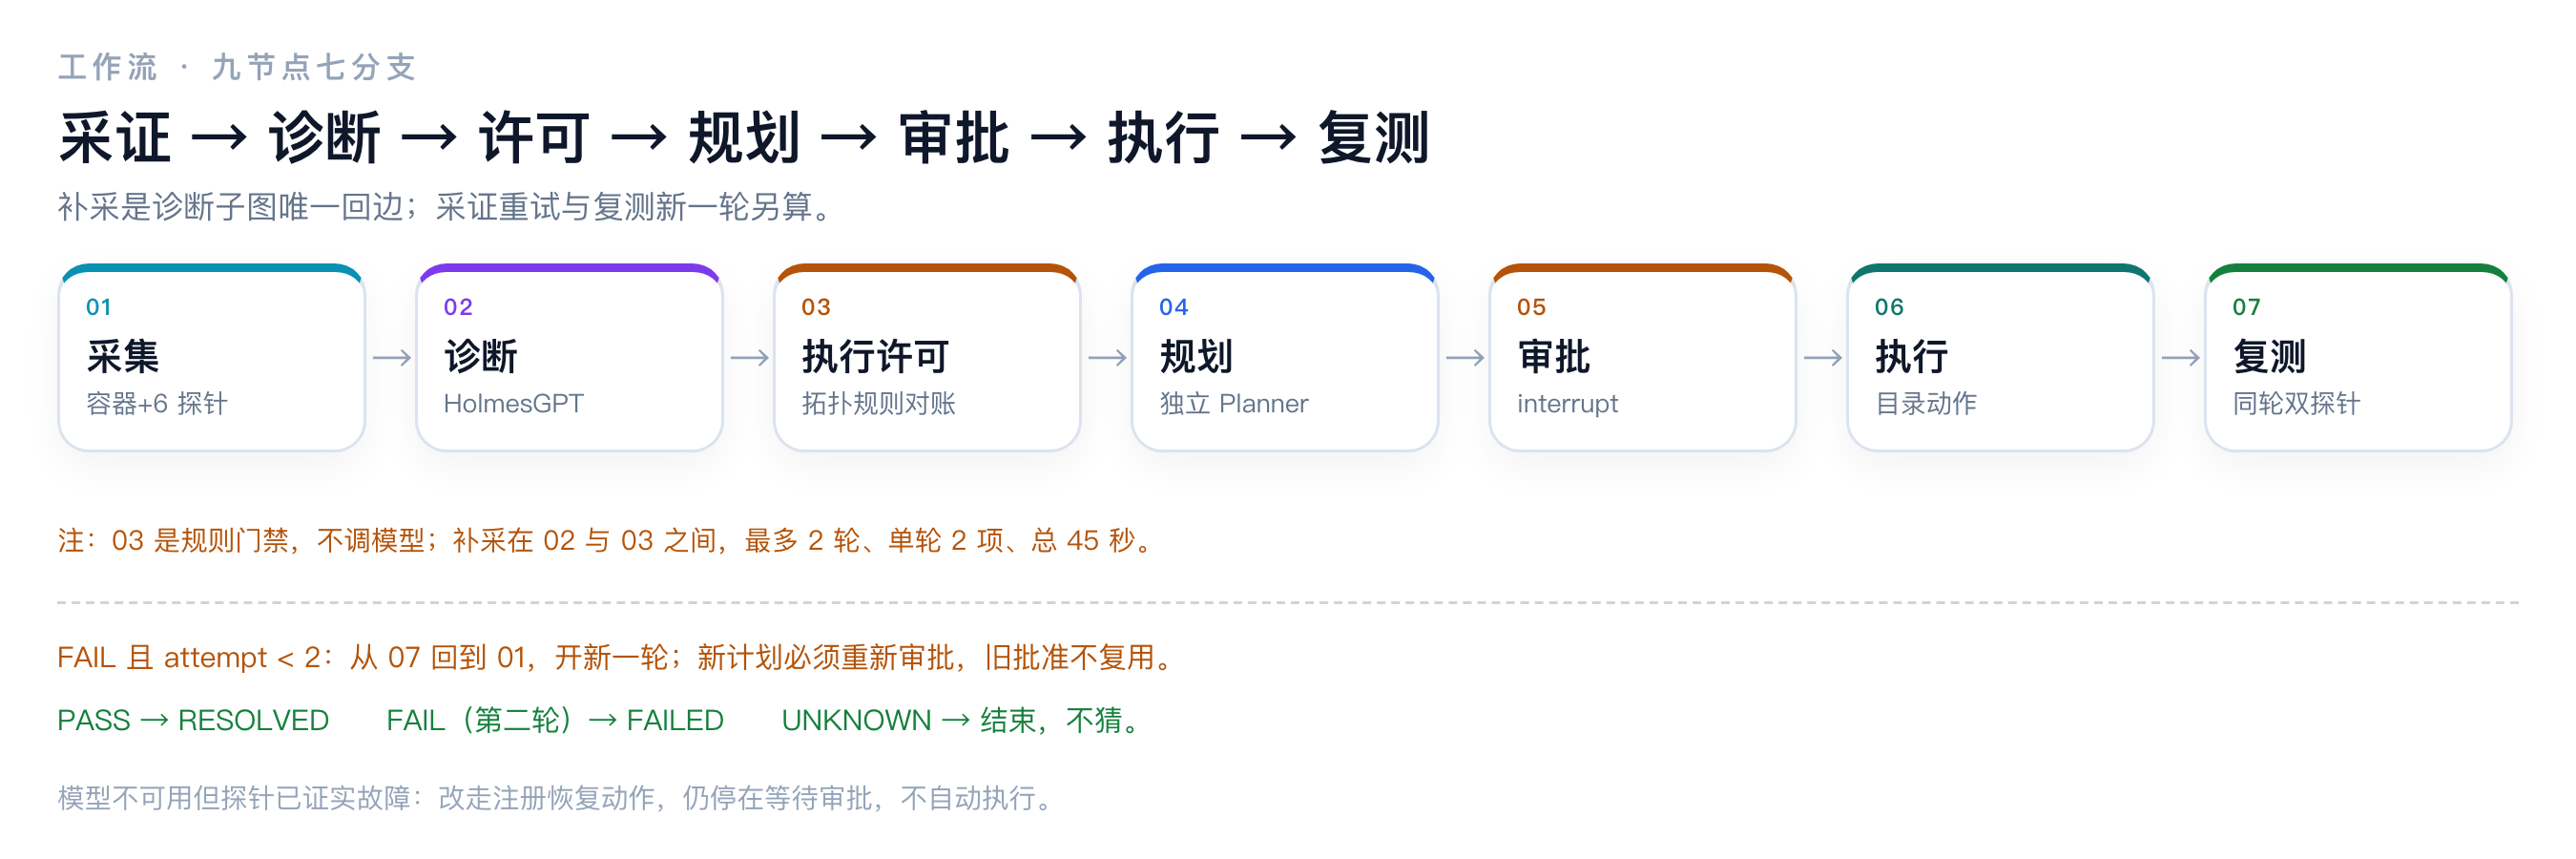 工作流 · 九节点七分支
采证 → 诊断 → 许可 → 规划 → 审批 → 执行 → 复测
补采是诊断子图唯一回边；采证重试与复测新一轮另算。
01
采集
容器+6 探针
→
02
诊断
HolmesGPT
→
03
执行许可
拓扑规则对账
→
04
规划
独立 Planner
→
05
审批
interrupt
→
06
执行
目录动作
→
07
复测
同轮双探针
注：03 是规则门禁，不调模型；补采在 02 与 03 之间，最多 2 轮、单轮 2 项、总 45 秒。
FAIL 且 attempt < 2：从 07 回到 01，开新一轮；新计划必须重新审批，旧批准不复用。
PASS → RESOLVED FAIL（第二轮）→ FAILED UNKNOWN → 结束，不猜。
模型不可用但探针已证实故障：改走注册恢复动作，仍停在等待审批，不自动执行。